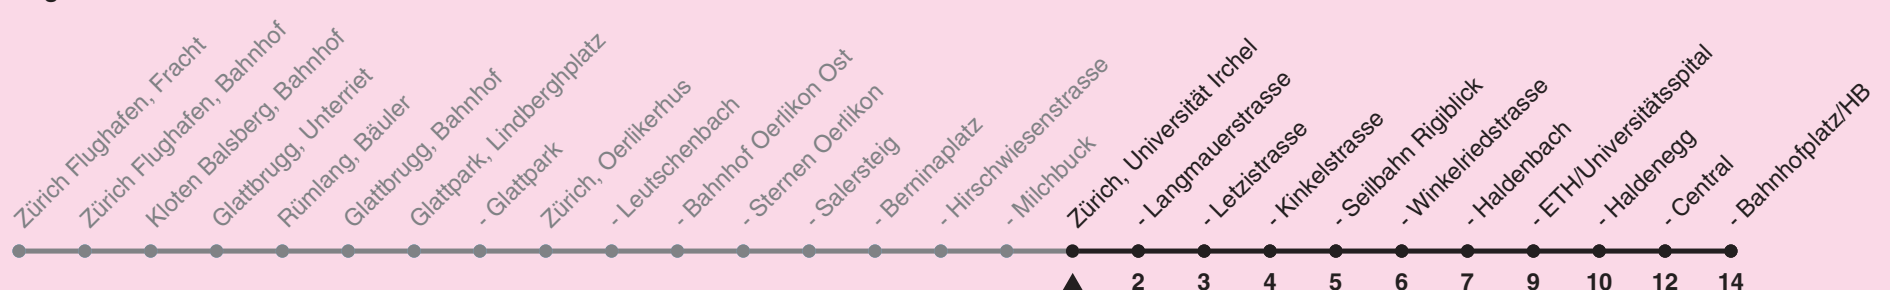 Zürich Flughafen, Fracht
Zürich Flughafen, Bahnhof
Kloten Balsberg, Bahnhof
Glattbrugg, Unterriet
Rümlang, Bäuler
Glattbrugg, Bahnhof
Glattpark, Lindberghplatz
- Glattpark
Zürich, Oerlikerhus
- Leutschenbach
- Bahnhof Oerlikon Ost
- Sternen Oerlikon
- Salersteig
- Berninaplatz
- Hirschwiesenstrasse
- Milchbuck
Zürich, Universität Irchel
- Langmauerstrasse
- Letzistrasse
- Kinkelstrasse
- Seilbahn Rigiblick
- Winkelriedstrasse
- Haldenbach
- ETH/Universitätsspital
- Haldenegg
- Central
- Bahnhofplatz/HB
2 3 4 5 6 7 9 10 12 14